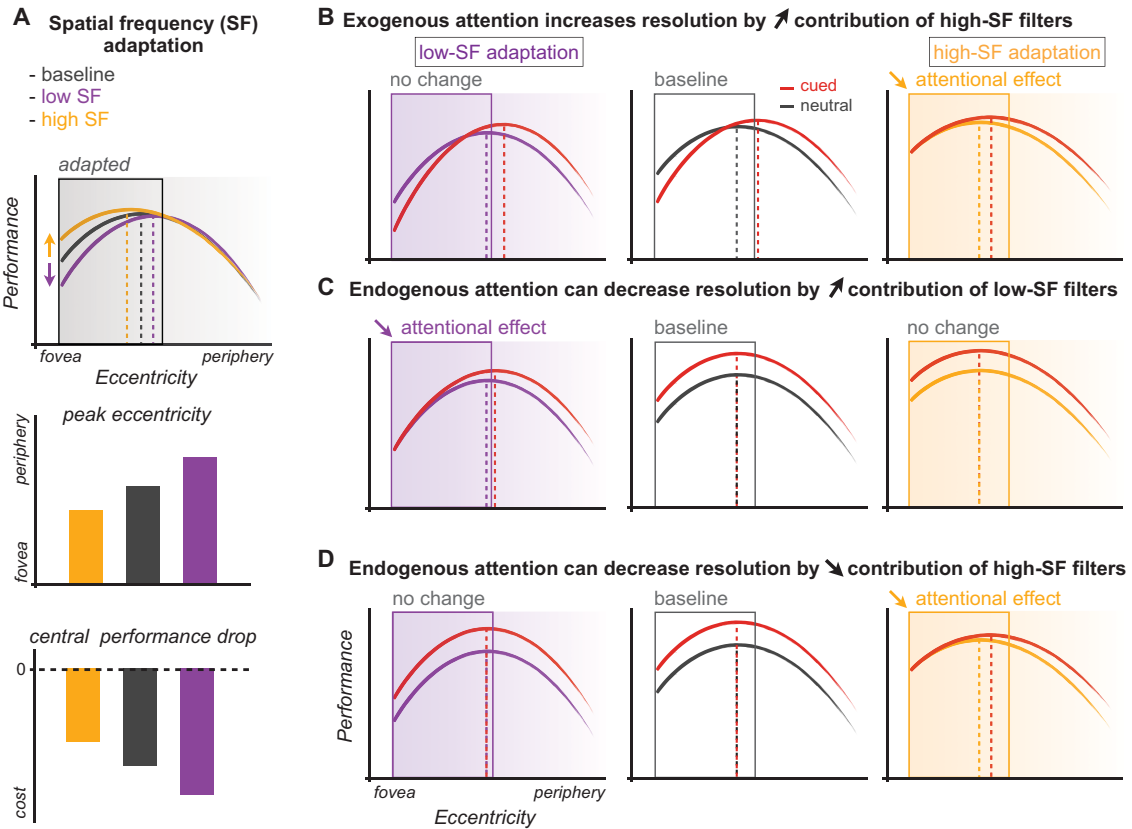 A
Spatial frequency (SF)
adaptation
- baseline
- low SF
- high SF
adapted
Performance
fovea
periphery
Eccentricity
peak eccentricity
periphery
fovea
central performance drop
0
cost
B Exogenous attention increases resolution by ↗ contribution of high-SF filters
low-SF adaptation
high-SF adaptation
no change
baseline
cued
neutral
↘ attentional effect
C Endogenous attention can decrease resolution by ↗ contribution of low-SF filters
↘ attentional effect
baseline
no change
D Endogenous attention can decrease resolution by ↘ contribution of high-SF filters
no change
baseline
↘ attentional effect
Performance
fovea
periphery
Eccentricity